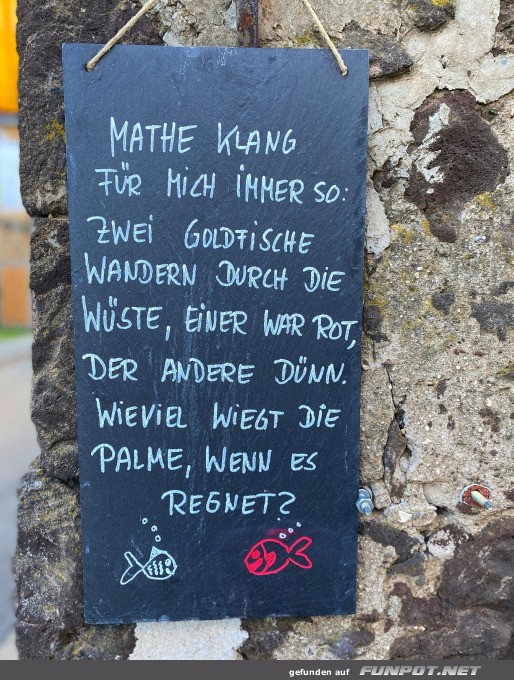 MATHE KLANG
FÜR MICH IMMER SO:
ZWEI GOLDFISCHE
WANDERN DURCH DIE
WÜSTE, EINER WAR ROT,
DER ANDERE DÜNN.
WIEVIEL WIEGT DIE
PALME, WENN ES
REGNET?
gefunden auf FUNPOT.NET